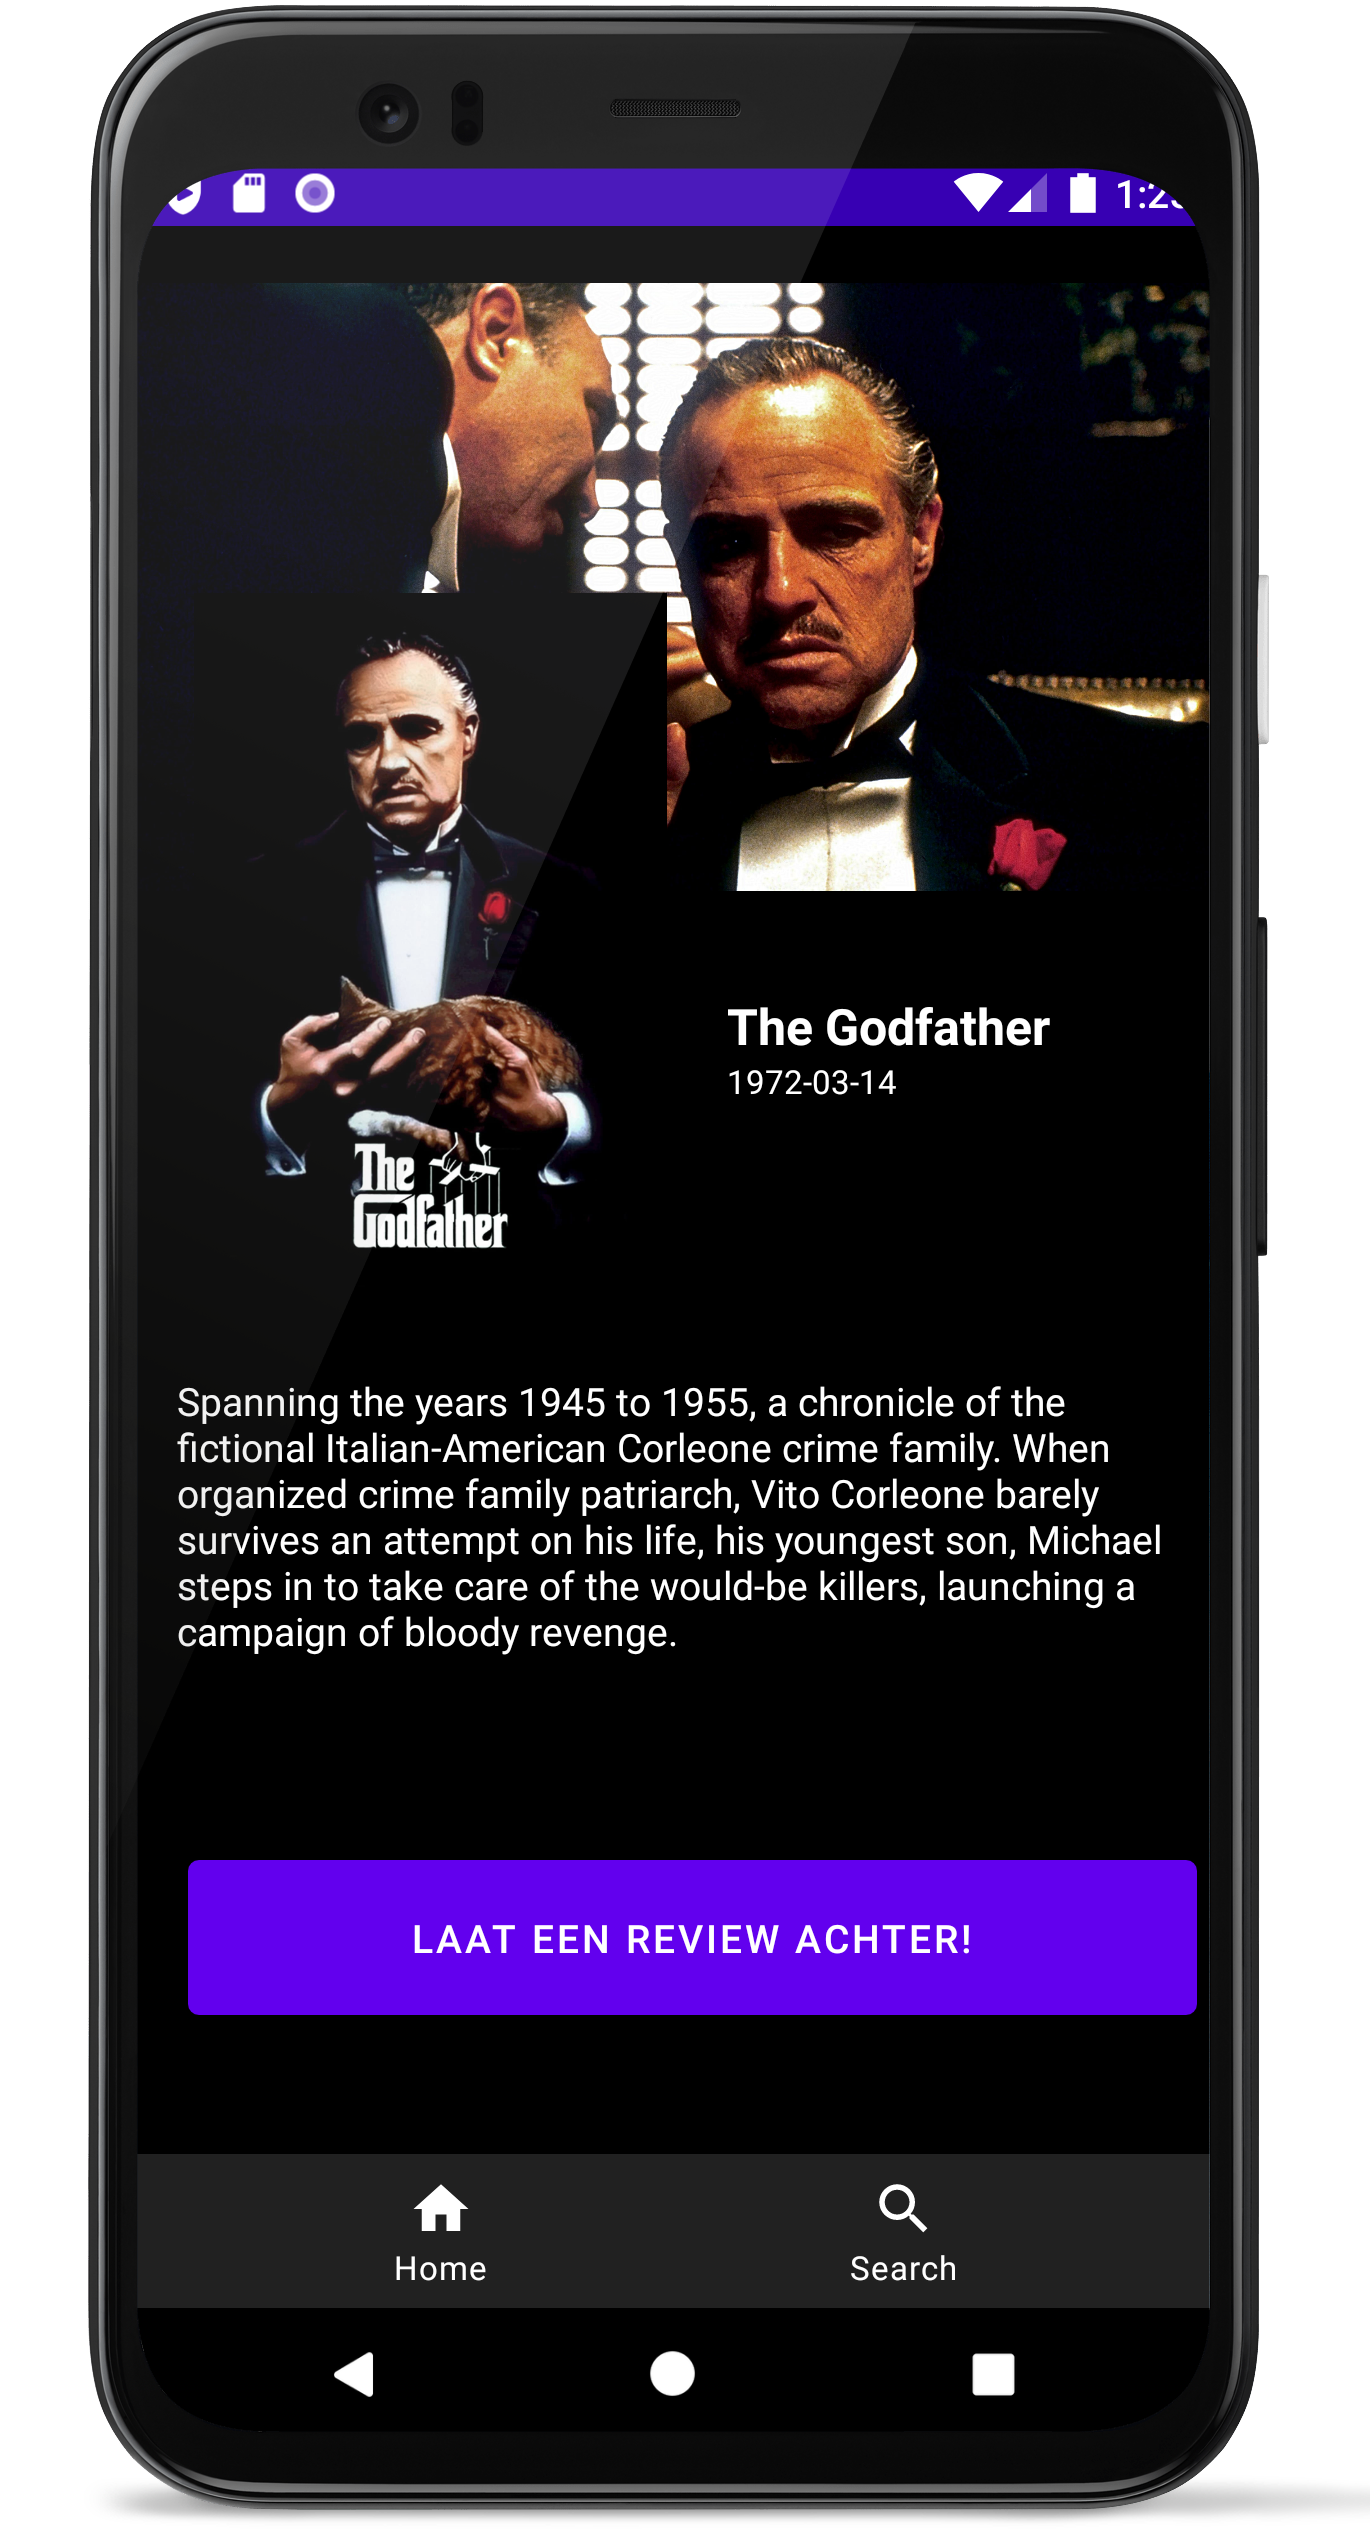 The Godfather
1972-03-14
The
Godfather
Spanning the years 1945 to 1955, a chronicle of the
fictional Italian-American Corleone crime family. When
organized crime family patriarch, Vito Corleone barely
survives an attempt on his life, his youngest son, Michael
steps in to take care of the would-be killers, launching a
campaign of bloody revenge.
LAAT EEN REVIEW ACHTER!
Home
Search